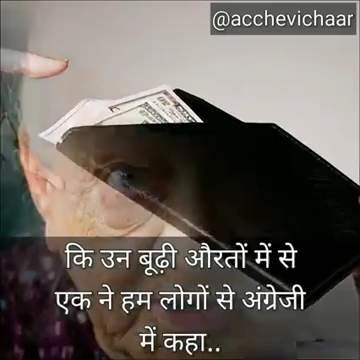 @acchevichaar
कि उन बूढ़ी औरतों में से
एक ने हम लोगों से अंग्रेजी
में कहा..